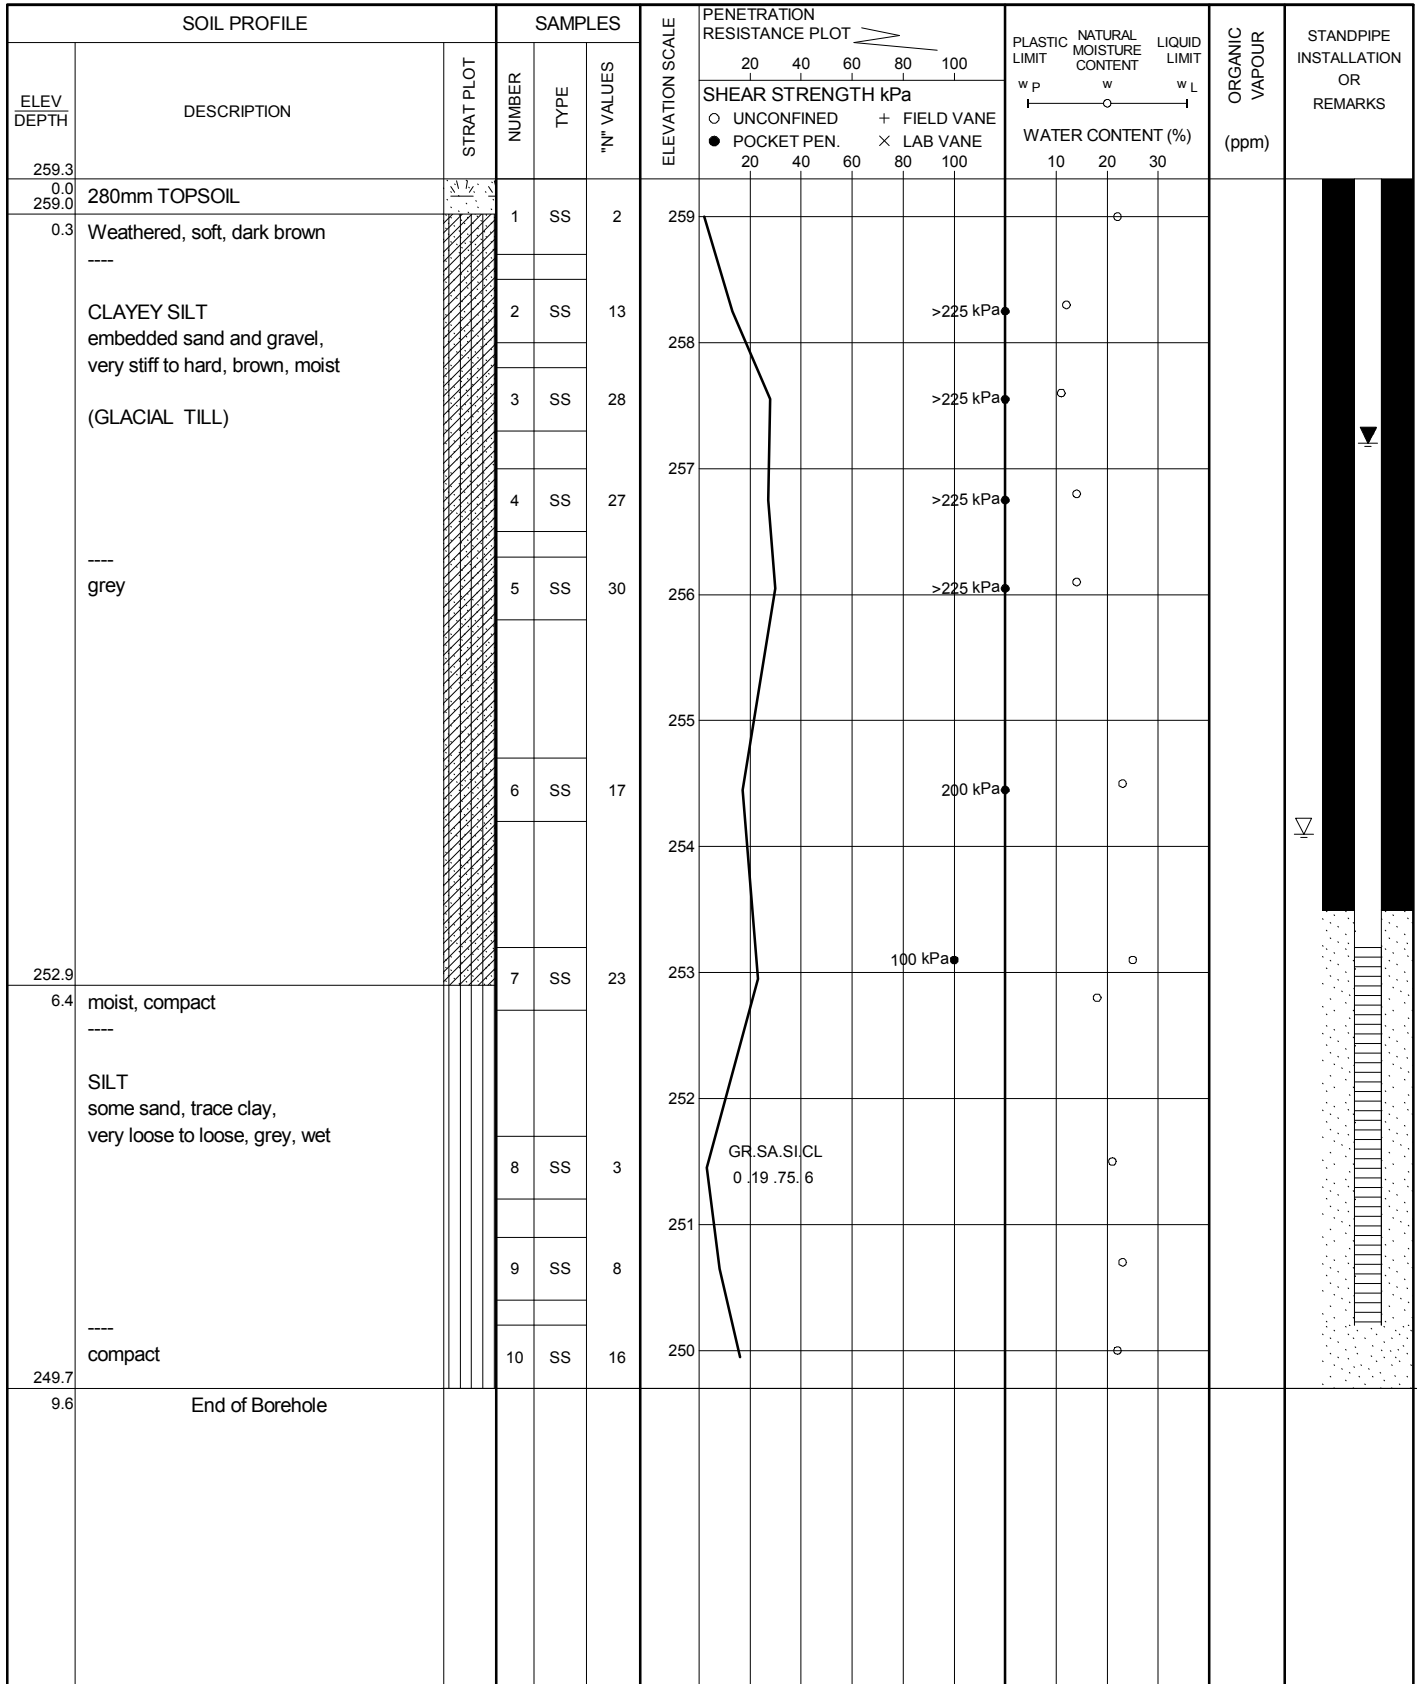 SOIL PROFILE
SAMPLES
ELEV
DEPTH
DESCRIPTION
STRAT PLOT
NUMBER
TYPE
"N" VALUES
ELEVATION SCALE
PENETRATION
RESISTANCE PLOT
20 40 60 80 100
SHEAR STRENGTH kPa
UNCONFINED + FIELD VANE
POCKET PEN. × LAB VANE
20 40 60 80 100
PLASTIC LIMIT
NATURAL MOISTURE CONTENT
LIQUID LIMIT
w P w w L
WATER CONTENT (%)
10 20 30
ORGANIC VAPOUR
(ppm)
STANDPIPE
INSTALLATION
OR
REMARKS
259.3
0.0 280mm TOPSOIL
259.0
1 SS 2 259
0.3 Weathered, soft, dark brown
----
CLAYEY SILT 2 SS 13 >225 kPa
embedded sand and gravel,
258
very stiff to hard, brown, moist
3 SS 28 >225 kPa
(GLACIAL TILL)
257
4 SS 27 >225 kPa
----
grey 5 SS 30 >225 kPa
256
255
6 SS 17 200 kPa
254
100 kPa
252.9 7 SS 23 253
6.4 moist, compact
----
SILT
252
some sand, trace clay,
very loose to loose, grey, wet
GR.SA.SI.CL
8 SS 3
0 .19 .75. 6
251
9 SS 8
----
250
compact 10 SS 16
249.7
9.6 End of Borehole